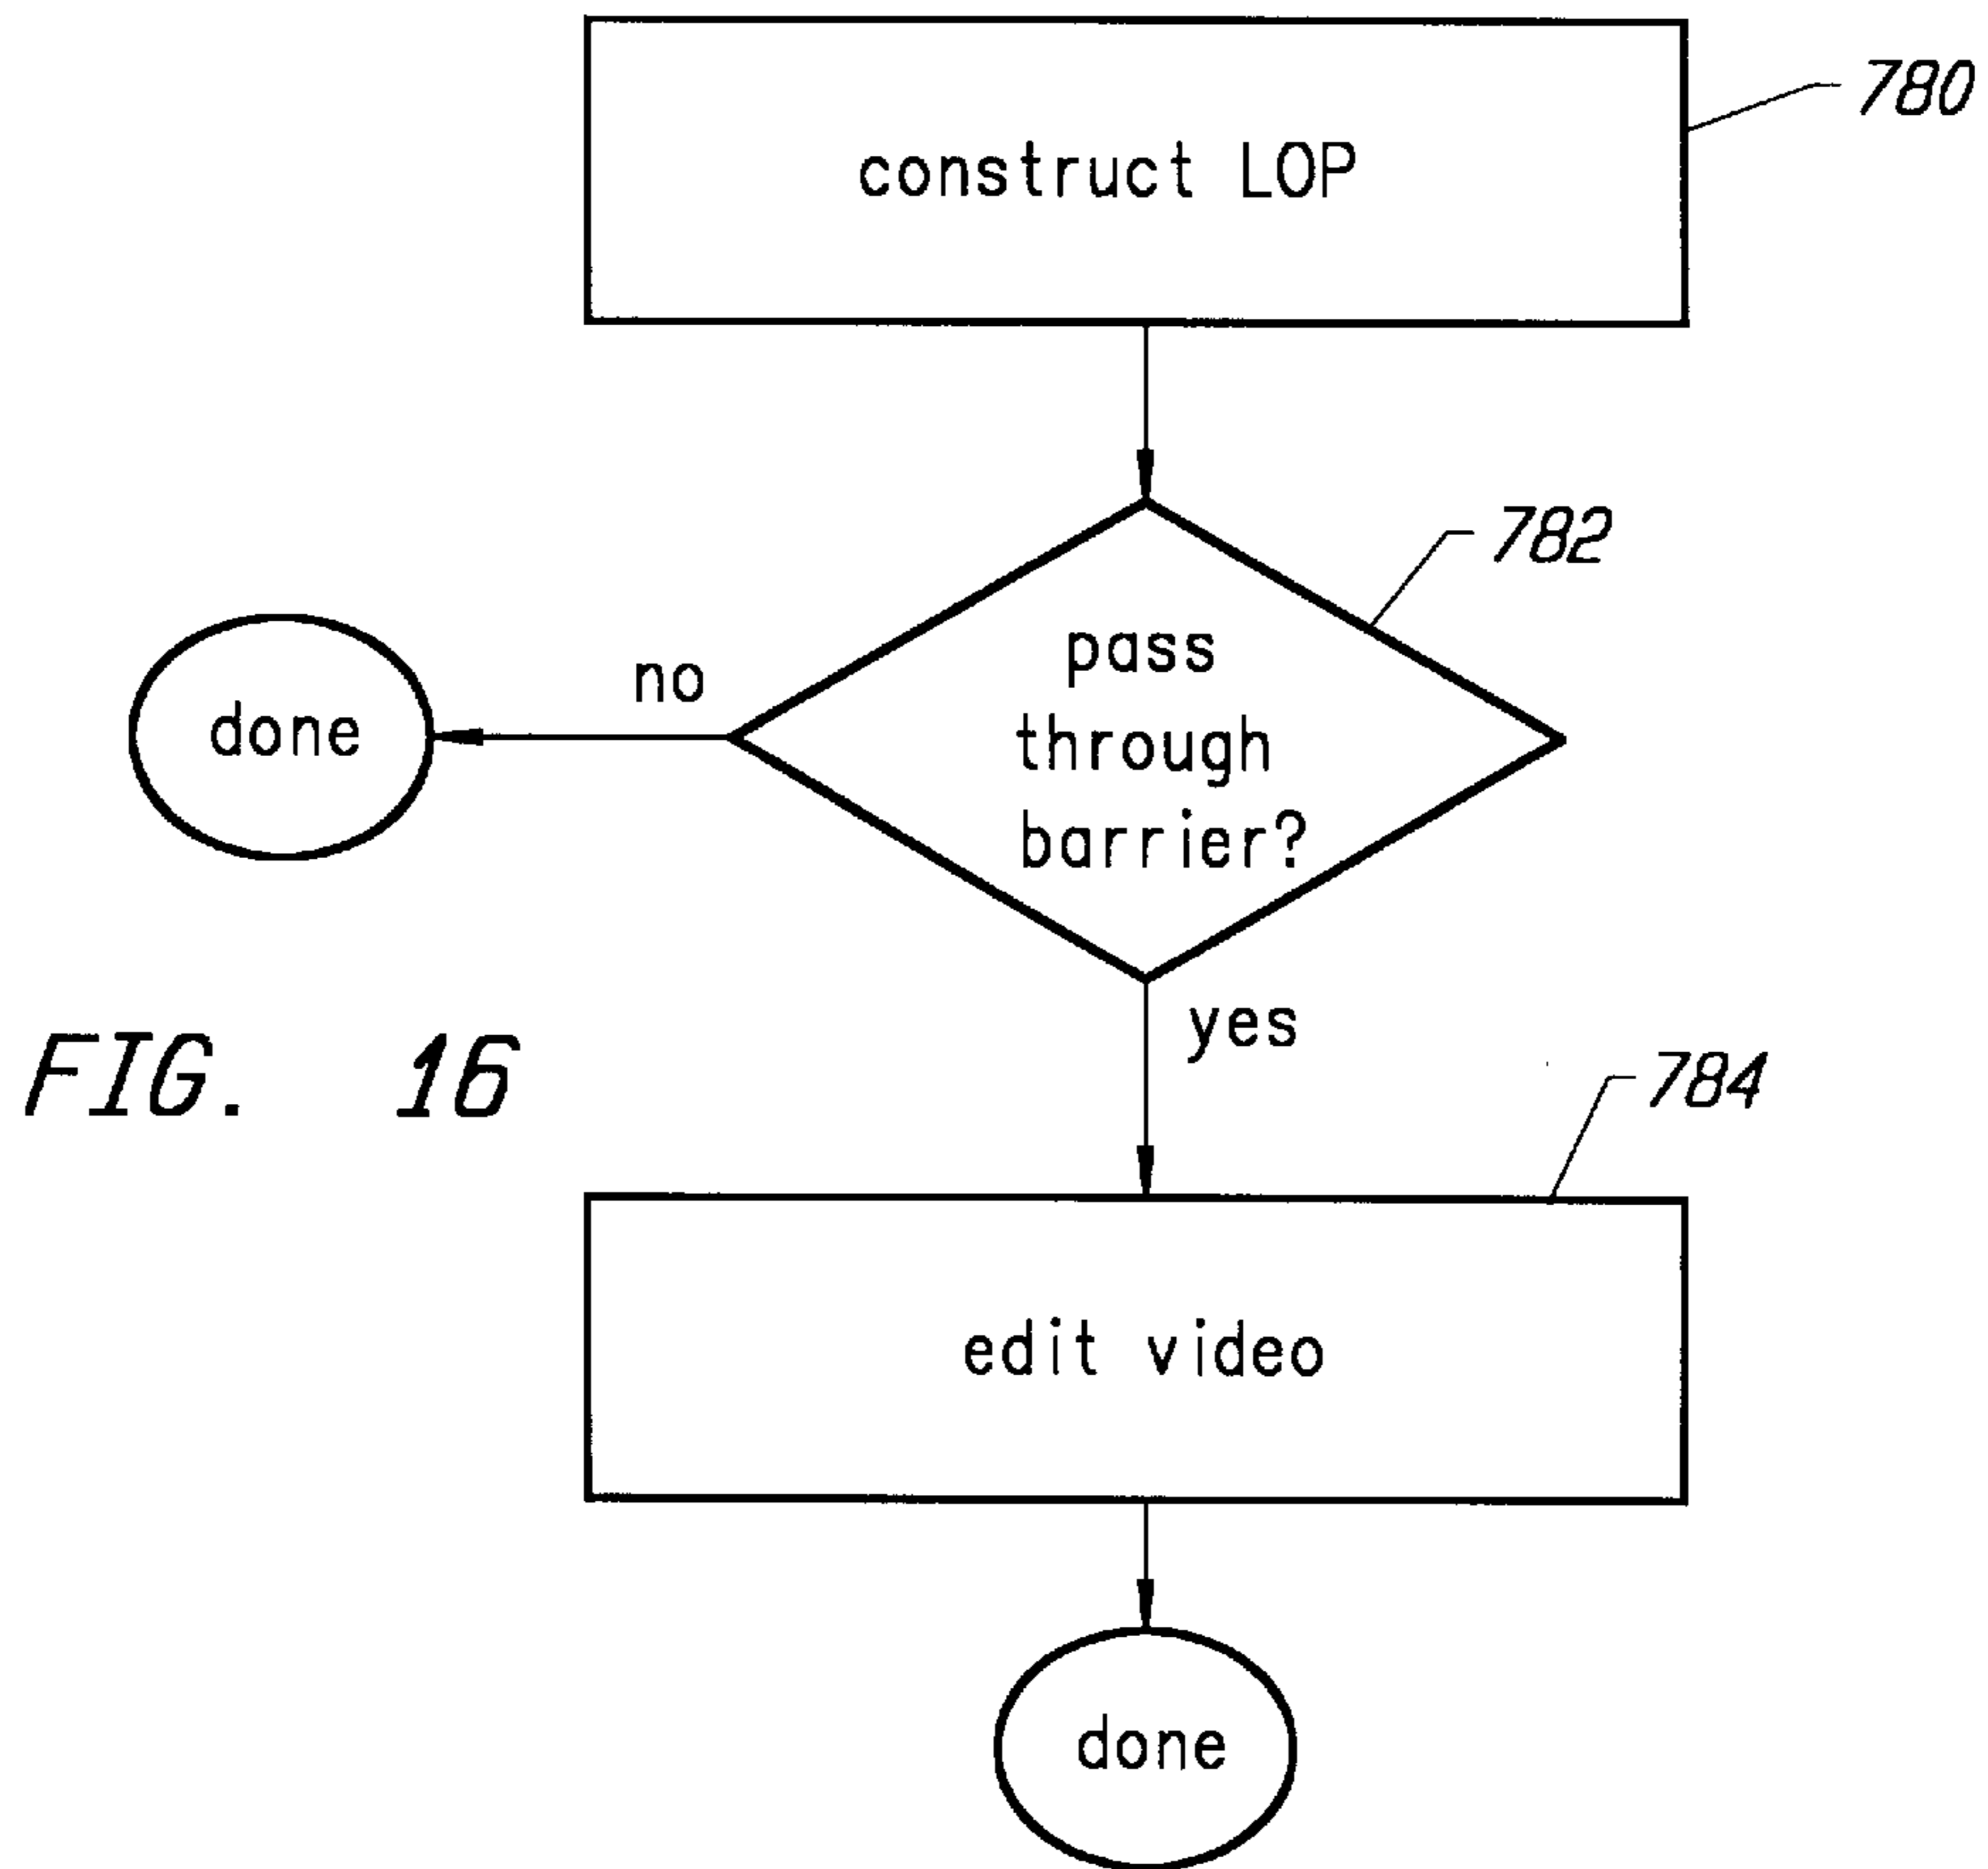 780
construct LOP
782
pass
through
barrier?
no
done
yes
FIG. 16
784
edit video
done